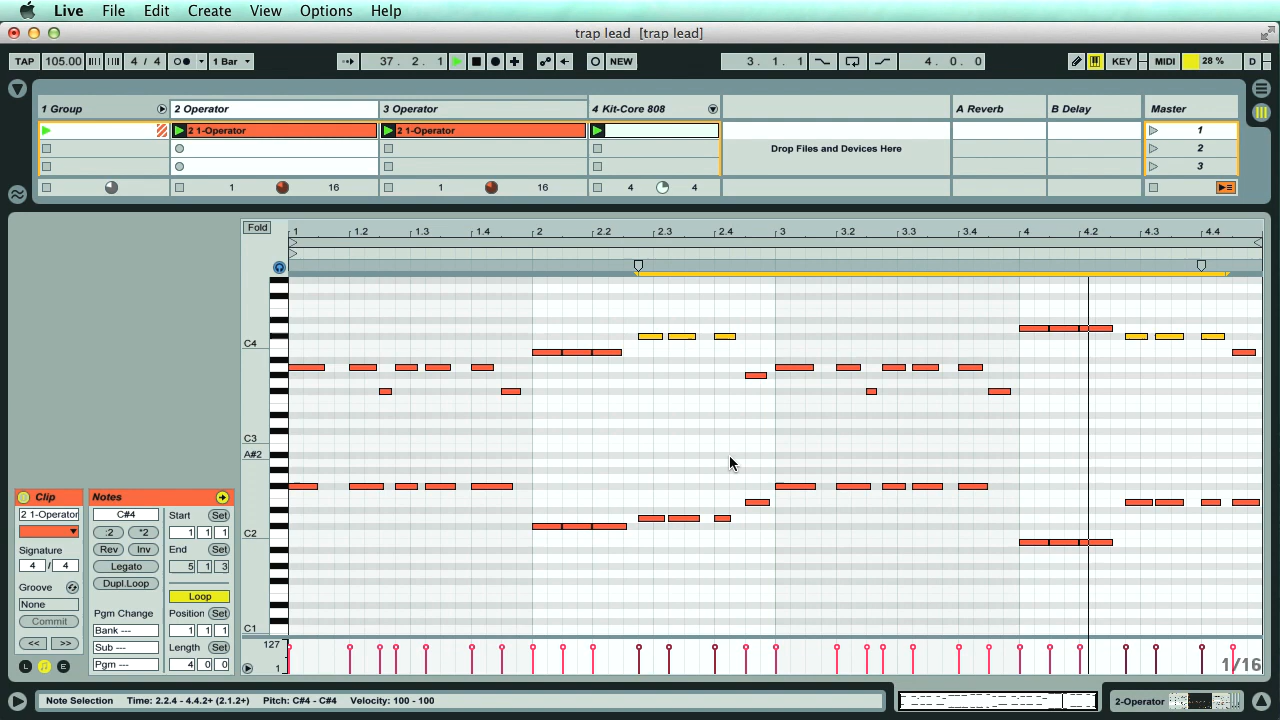 Live File Edit Create View Options Help
trap lead [trap lead]
TAP 105.00 4 / 4 1 Bar 37. 2. 1 NEW 3. 1. 1 4. 0. 0 KEY MIDI 28 % D
1 Group 2 Operator 3 Operator 4 Kit-Core 808 A Reverb B Delay Master
2 1-Operator 2 1-Operator 1
Drop Files and Devices Here 2
3
1 16 1 16 4 4
Fold 1 1.2 1.3 1.4 2 2.2 2.3 2.4 3 3.2 3.3 3.4 4 4.2 4.3 4.4
C4
C3
A#2
C2
C1
127
1
1/16
Clip Notes
2 1-Operator C#4 Start Set
:2 *2 1 1 1
Signature Rev Inv End Set
4 / 4 Legato 5 1 3
Groove Dupl.Loop
None Loop
Commit Pgm Change Position Set
<< >> Bank --- 1 1 1
Sub --- Length Set
L E Pgm --- 4 0 0
Note Selection Time: 2.2.4 - 4.4.2+ (2.1.2+) Pitch: C#4 - C#4 Velocity: 100 - 100 2-Operator